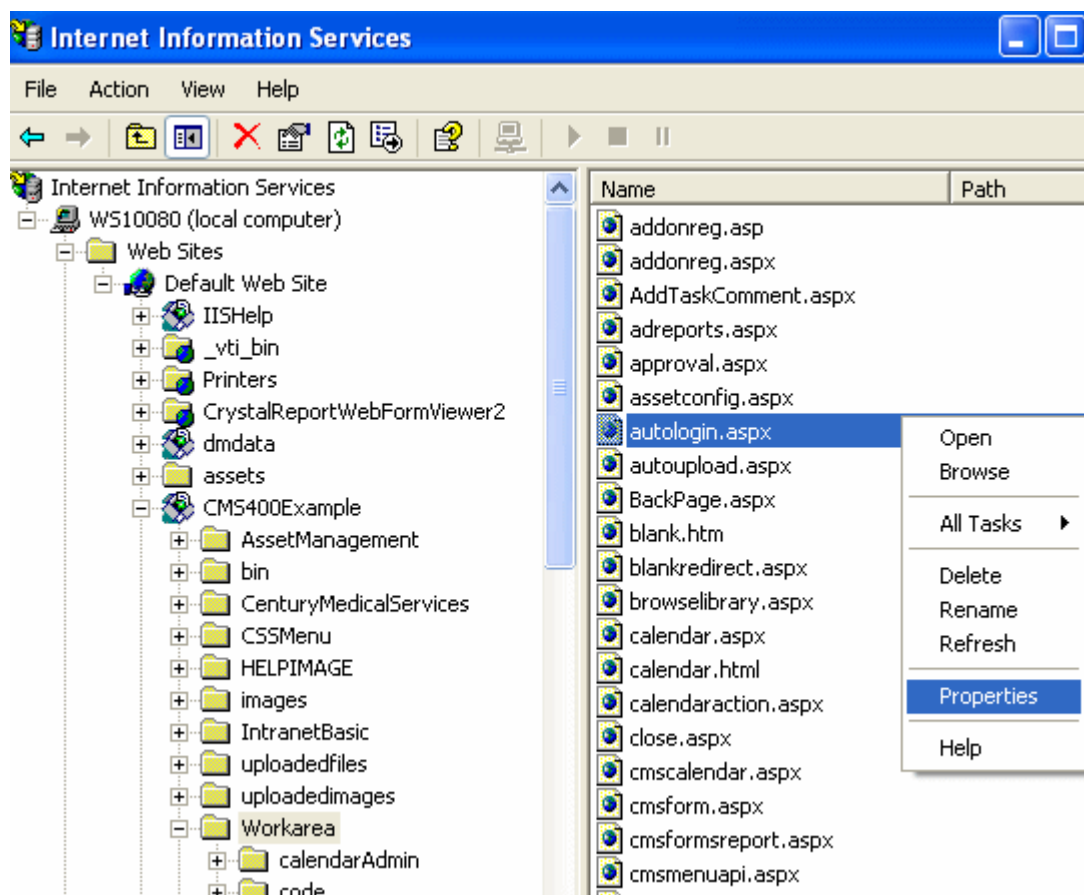 Internet Information Services
File Action View Help
Internet Information Services
WS10080 (local computer)
Web Sites
Default Web Site
IISHelp
_vti_bin
Printers
CrystalReportWebFormViewer2
dmdata
assets
CMS400Example
AssetManagement
bin
CenturyMedicalServices
CSSMenu
HELPIMAGE
images
IntranetBasic
uploadedfiles
uploadedimages
Workarea
calendarAdmin
code
Name Path
addonreg.asp
addonreg.aspx
AddTaskComment.aspx
adreports.aspx
approval.aspx
assetconfig.aspx
autologin.aspx
autoupload.aspx
BackPage.aspx
blank.htm
blankredirect.aspx
browselibrary.aspx
calendar.aspx
calendar.html
calendaraction.aspx
close.aspx
cmscalendar.aspx
cmsform.aspx
cmsformsreport.aspx
cmsmenuapi.aspx
Open
Browse
All Tasks
Delete
Rename
Refresh
Properties
Help